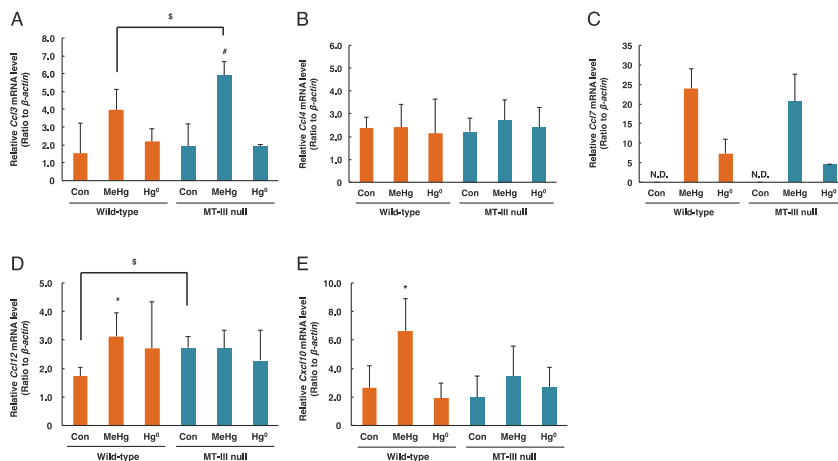 A
Relative Ccl3 mRNA level
(Ratio to β-actin)
8.0
7.0
6.0
5.0
4.0
3.0
2.0
1.0
0
$
#
Con MeHg Hg⁰ Con MeHg Hg⁰
Wild-type MT-III null
B
Relative Ccl4 mRNA level
(Ratio to β-actin)
6.0
5.0
4.0
3.0
2.0
1.0
0
Con MeHg Hg⁰ Con MeHg Hg⁰
Wild-type MT-III null
C
Relative Ccl7 mRNA level
(Ratio to β-actin)
35
30
25
20
15
10
5
0
N.D. N.D.
Con MeHg Hg⁰ Con MeHg Hg⁰
Wild-type MT-III null
D
Relative Ccl12 mRNA level
(Ratio to β-actin)
6.0
5.0
4.0
3.0
2.0
1.0
0
$
*
Con MeHg Hg⁰ Con MeHg Hg⁰
Wild-type MT-III null
E
Relative Cxcl10 mRNA level
(Ratio to β-actin)
10.0
8.0
6.0
4.0
2.0
0
*
Con MeHg Hg⁰ Con MeHg Hg⁰
Wild-type MT-III null